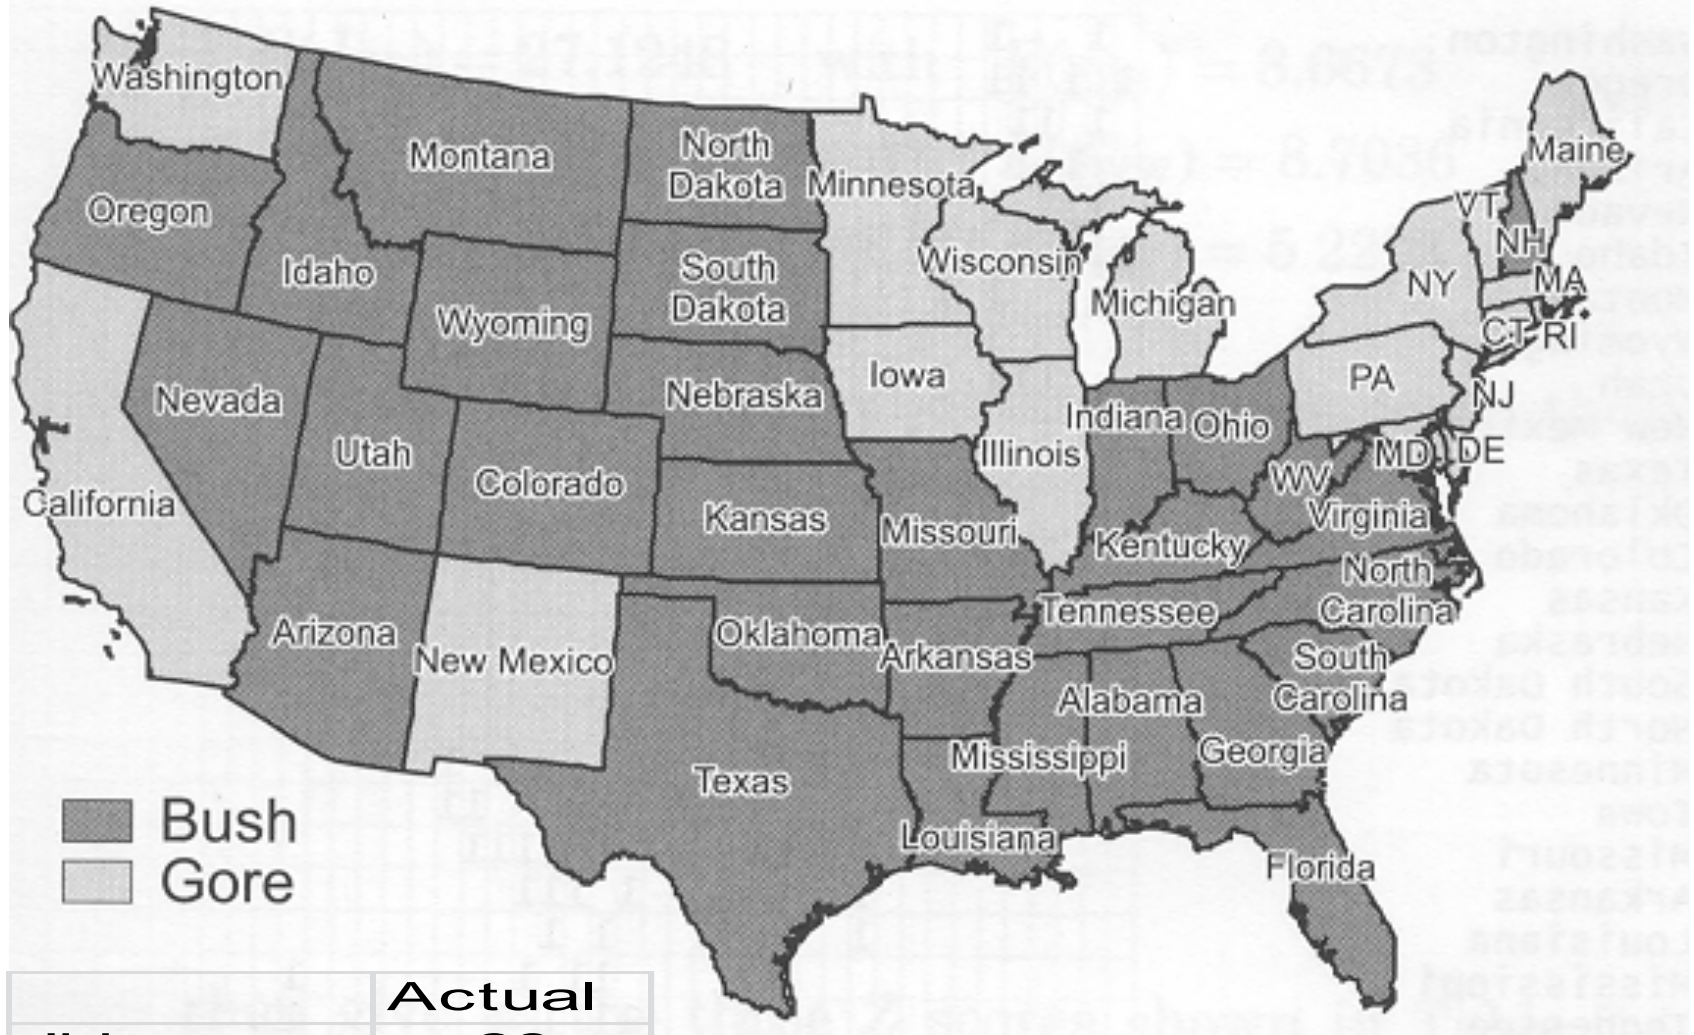 Washington
Montana
North
Dakota
Minnesota
Maine
Oregon
Idaho
South
Dakota
Wisconsin
Michigan
VT
NH
NY
MA
Wyoming
CT
RI
Nevada
Nebraska
Iowa
PA
NJ
Utah
Colorado
Illinois
Indiana
Ohio
MD
DE
WV
California
Kansas
Missouri
Kentucky
Virginia
Arizona
New Mexico
Oklahoma
Arkansas
Tennessee
North
Carolina
South
Carolina
Texas
Louisiana
Mississippi
Alabama
Georgia
Florida
Bush
Gore
Actual
= 8.7036